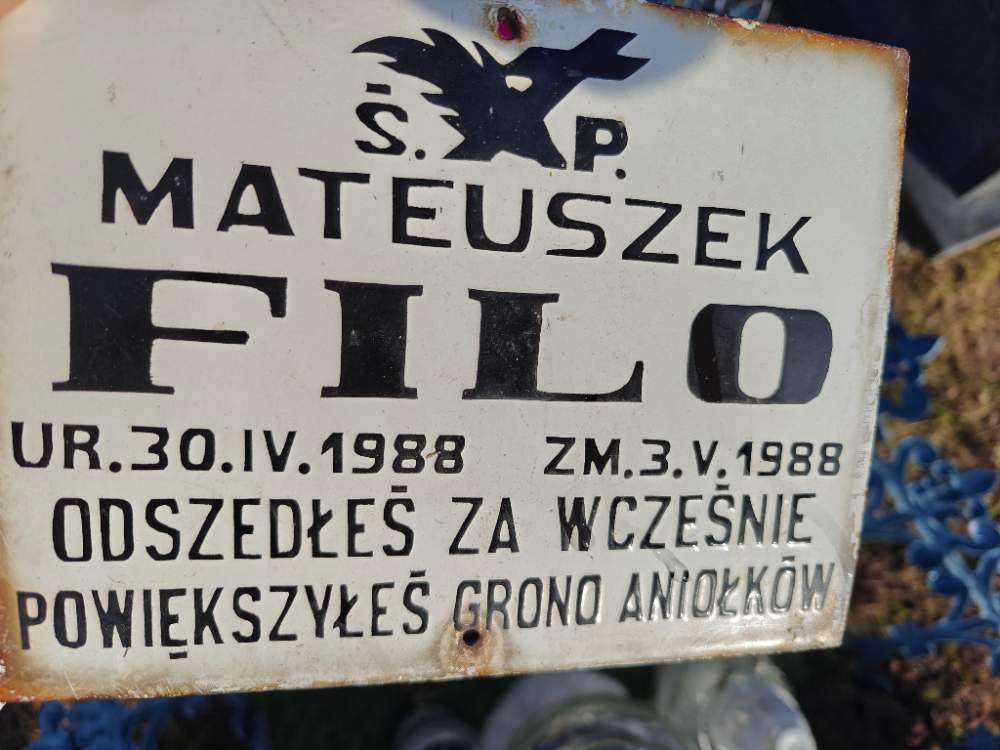 Ś. P.
MATEUSZEK
FILO
UR. 30. IV. 1988 ZM. 3. V. 1988
ODSZEDŁEŚ ZA WCZEŚNIE
POWIĘKSZYŁEŚ GRONO ANIOŁKÓW